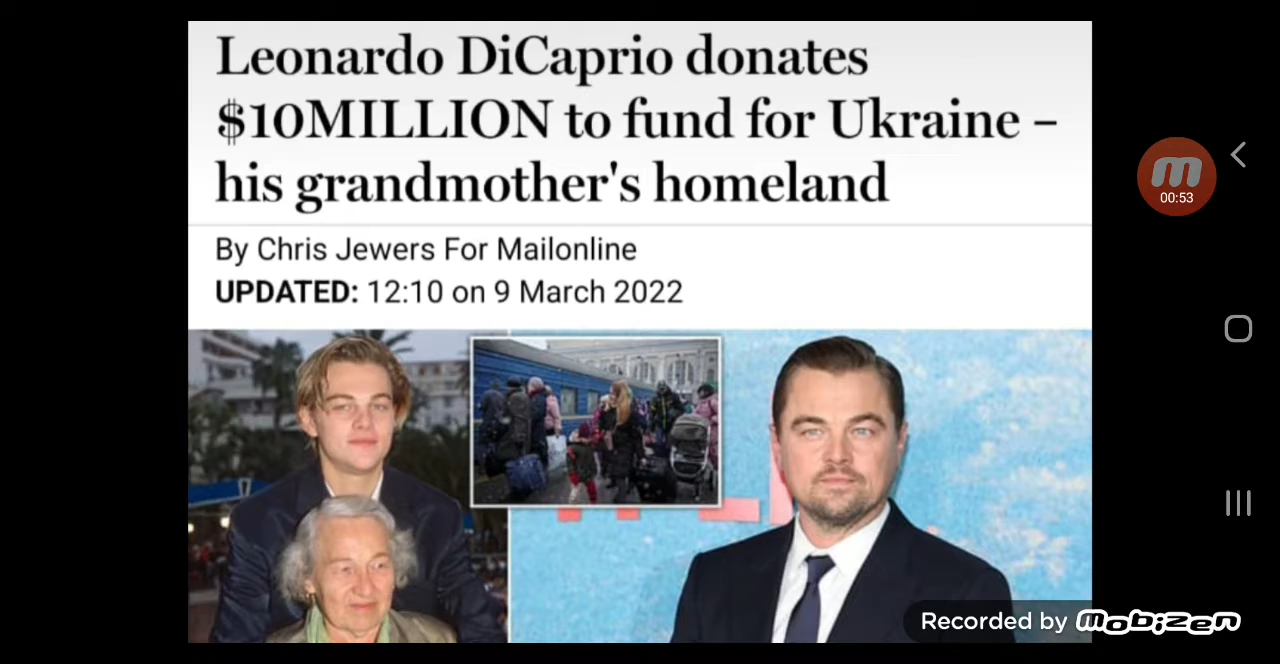 Leonardo DiCaprio donates
$10MILLION to fund for Ukraine –
his grandmother's homeland
By Chris Jewers For Mailonline
UPDATED: 12:10 on 9 March 2022
00:53
Recorded by mobizen